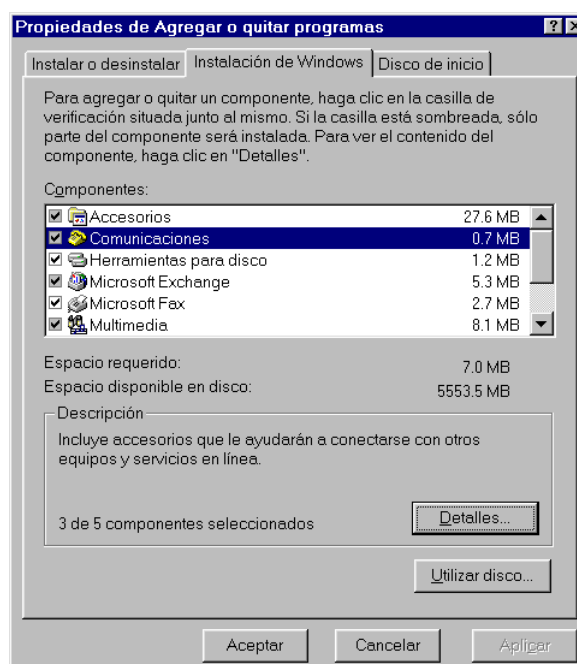 Propiedades de Agregar o quitar programas
Instalar o desinstalar Instalación de Windows Disco de inicio
Para agregar o quitar un componente, haga clic en la casilla de
verificación situada junto al mismo. Si la casilla está sombreada, sólo
parte del componente será instalada. Para ver el contenido del
componente, haga clic en "Detalles".
Componentes:
Accesorios 27.6 MB
Comunicaciones 0.7 MB
Herramientas para disco 1.2 MB
Microsoft Exchange 5.3 MB
Microsoft Fax 2.7 MB
Multimedia 8.1 MB
Espacio requerido: 7.0 MB
Espacio disponible en disco: 5553.5 MB
Descripción
Incluye accesorios que le ayudarán a conectarse con otros
equipos y servicios en línea.
3 de 5 componentes seleccionados Detalles...
Utilizar disco...
Aceptar Cancelar Aplicar